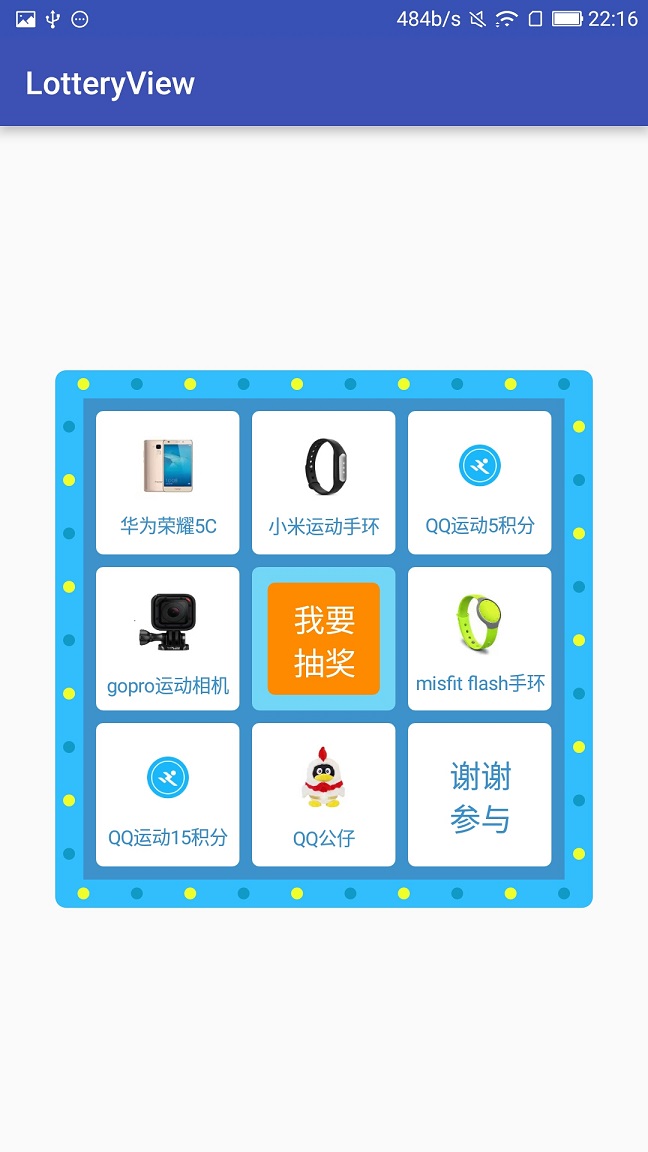 484b/s 22:16
LotteryView
华为荣耀5C
小米运动手环
QQ运动5积分
gopro运动相机
我要
抽奖
misfit flash手环
QQ运动15积分
QQ公仔
谢谢
参与